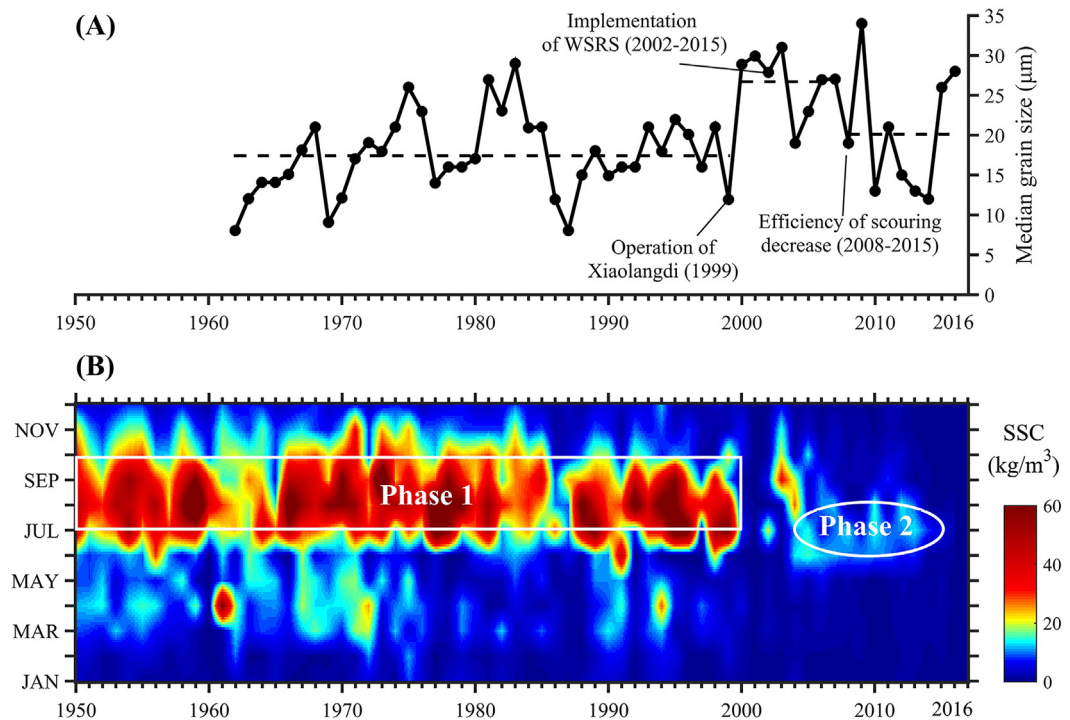 (A)
Implementation
of WSRS (2002-2015)
Operation of
Xiaolangdi (1999)
Efficiency of scouring
decrease (2008-2015)
35
30
25
20
15
10
5
0
Median grain size (μm)
1950 1960 1970 1980 1990 2000 2010 2016
(B)
NOV
SEP
JUL
MAY
MAR
JAN
Phase 1
Phase 2
1950 1960 1970 1980 1990 2000 2010 2016
SSC
(kg/m³)
60
40
20
0